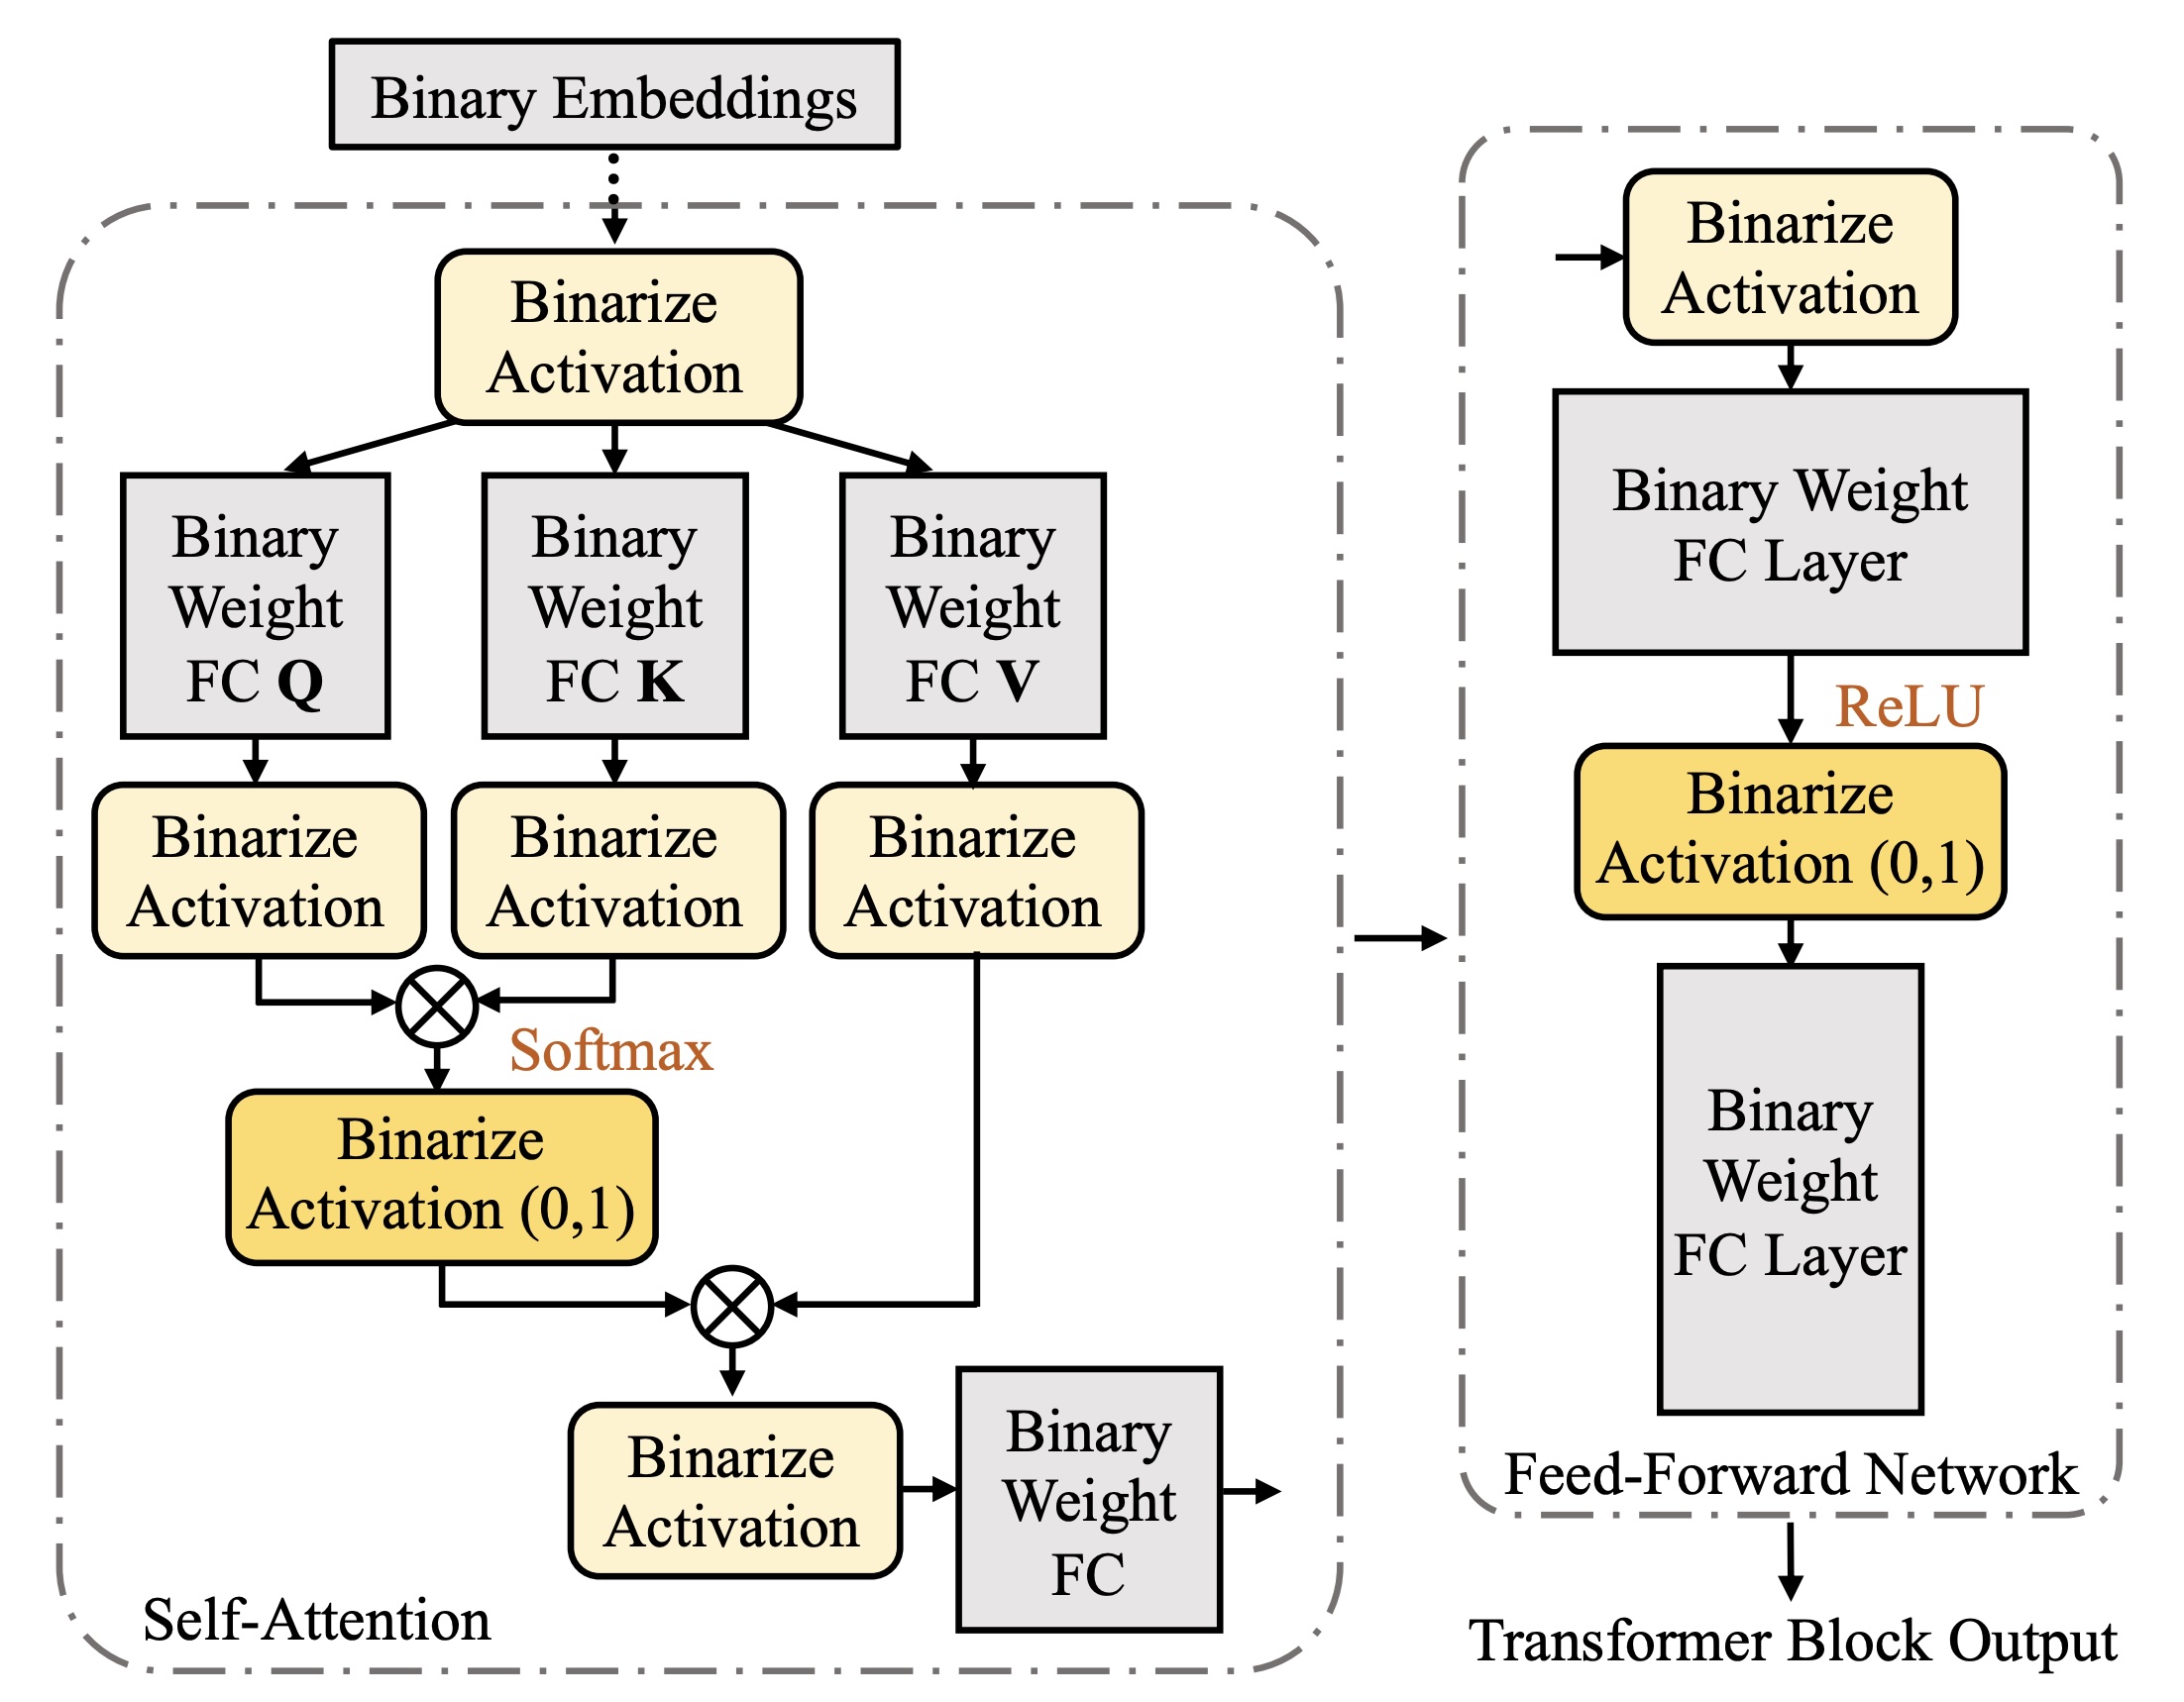 Binary Embeddings
Binarize
Activation
Binary
Weight
FC Q
Binary
Weight
FC K
Binary
Weight
FC V
Binarize
Activation
Binarize
Activation
Binarize
Activation
Softmax
Binarize
Activation (0,1)
Binarize
Activation
Binary
Weight
FC
Self-Attention
Binarize
Activation
Binary Weight
FC Layer
ReLU
Binarize
Activation (0,1)
Binary
Weight
FC Layer
Feed-Forward Network
Transformer Block Output